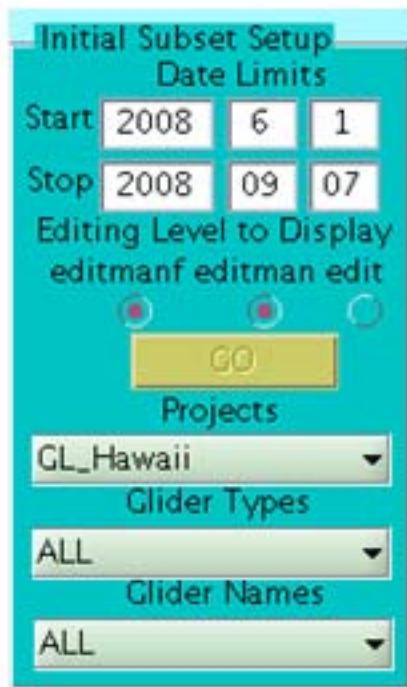 Initial Subset Setup
Date Limits
Start 2008 6 1
Stop 2008 09 07
Editing Level to Display
editmanf editman edit
GO
Projects
GL_Hawaii
Glider Types
ALL
Glider Names
ALL